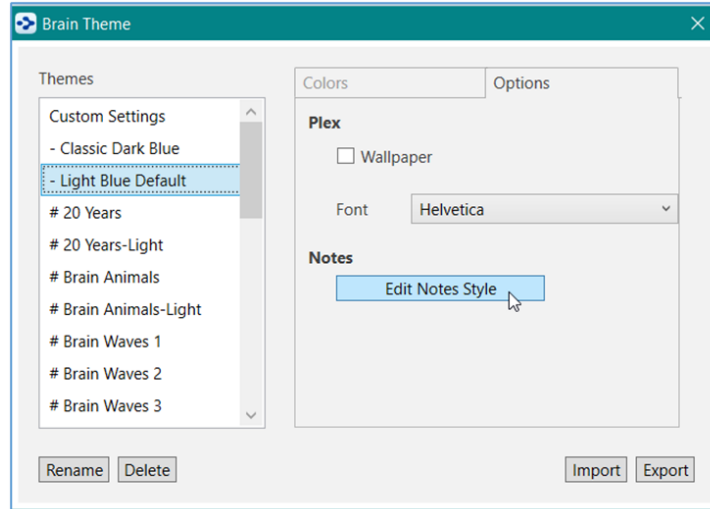 Brain Theme
Themes
Custom Settings
- Classic Dark Blue
- Light Blue Default
# 20 Years
# 20 Years-Light
# Brain Animals
# Brain Animals-Light
# Brain Waves 1
# Brain Waves 2
# Brain Waves 3
Rename Delete
Colors Options
Plex
Wallpaper
Font Helvetica
Notes
Edit Notes Style
Import Export